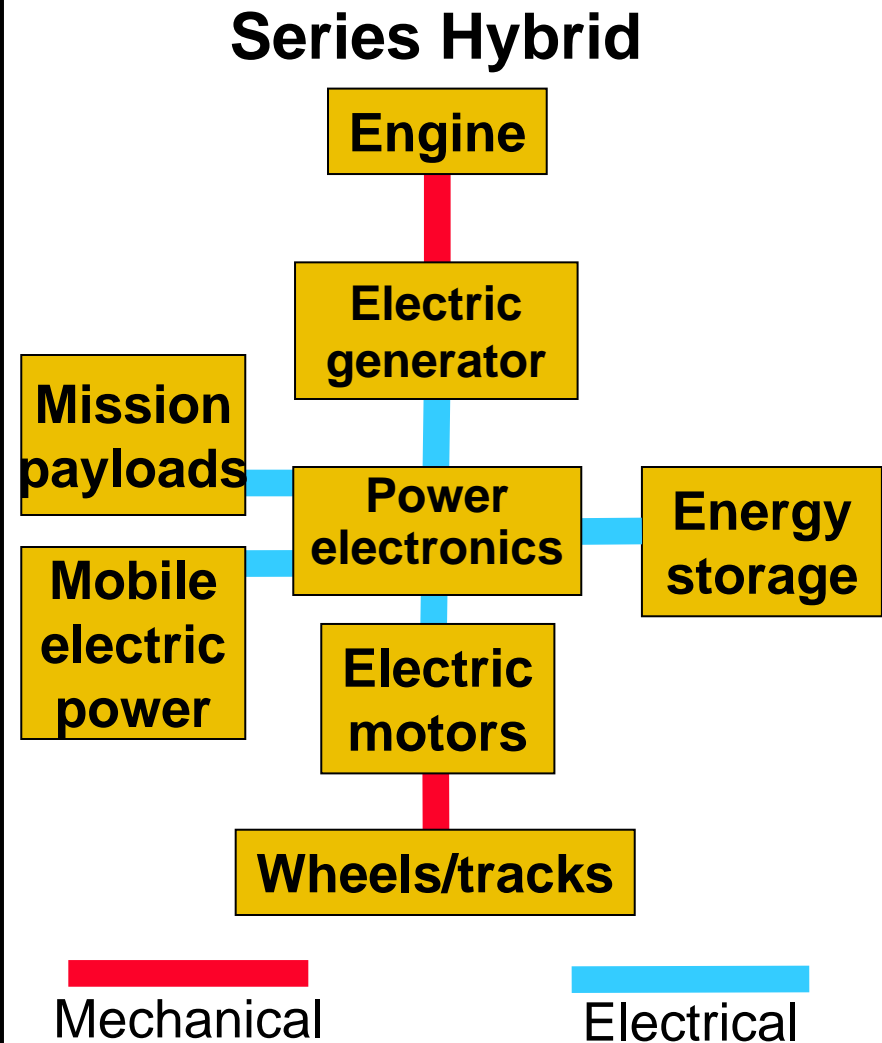 Series Hybrid
Engine
Electric
generator
Mission
payloads
Power
electronics
Energy
storage
Mobile
electric
power
Electric
motors
Wheels/tracks
Mechanical
Electrical